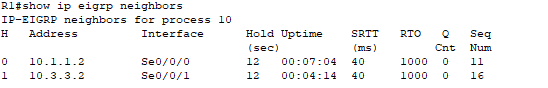 R1#show ip eigrp neighbors
IP-EIGRP neighbors for process 10
H   Address         Interface       Hold Uptime   SRTT   RTO  Q   Seq
                                    (sec)         (ms)        Cnt Num
0   10.1.1.2        Se0/0/0         12   00:07:04 40     1000 0   11
1   10.3.3.2        Se0/0/1         12   00:04:14 40     1000 0   16